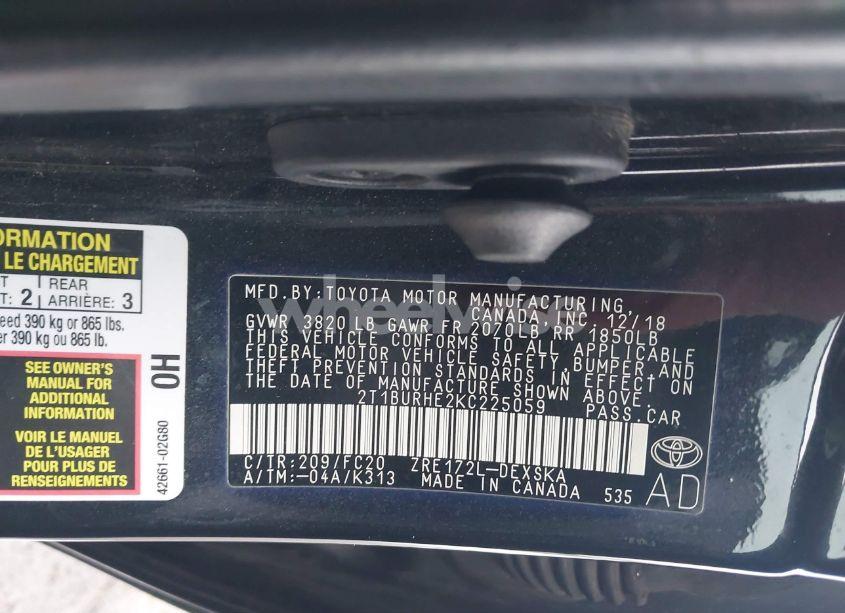 ORMATION
LE CHARGEMENT
REAR
2
ARRIÈRE: 3
eed 390 kg or 865 lbs.
er 390 kg ou 865 lb.
SEE OWNER'S
MANUAL FOR
ADDITIONAL
INFORMATION
VOIR LE MANUEL
DE L'USAGER
POUR PLUS DE
RENSEIGNEMENTS
0H
42661-02G80
MFD. BY: TOYOTA MOTOR MANUFACTURING,
CANADA, INC. 12/18
GVWR 3820 LB GAWR FR 2070LB RR 1850LB
THIS VEHICLE CONFORMS TO ALL APPLICABLE
FEDERAL MOTOR VEHICLE SAFETY, BUMPER, AND
THEFT PREVENTION STANDARDS IN EFFECT ON
THE DATE OF MANUFACTURE SHOWN ABOVE
2T1BURHE2KC225059 PASS.CAR
C/TR:209/FC20 ZRE172L-DEXSKA
A/TM:-04A/K313 MADE IN CANADA 535
AD